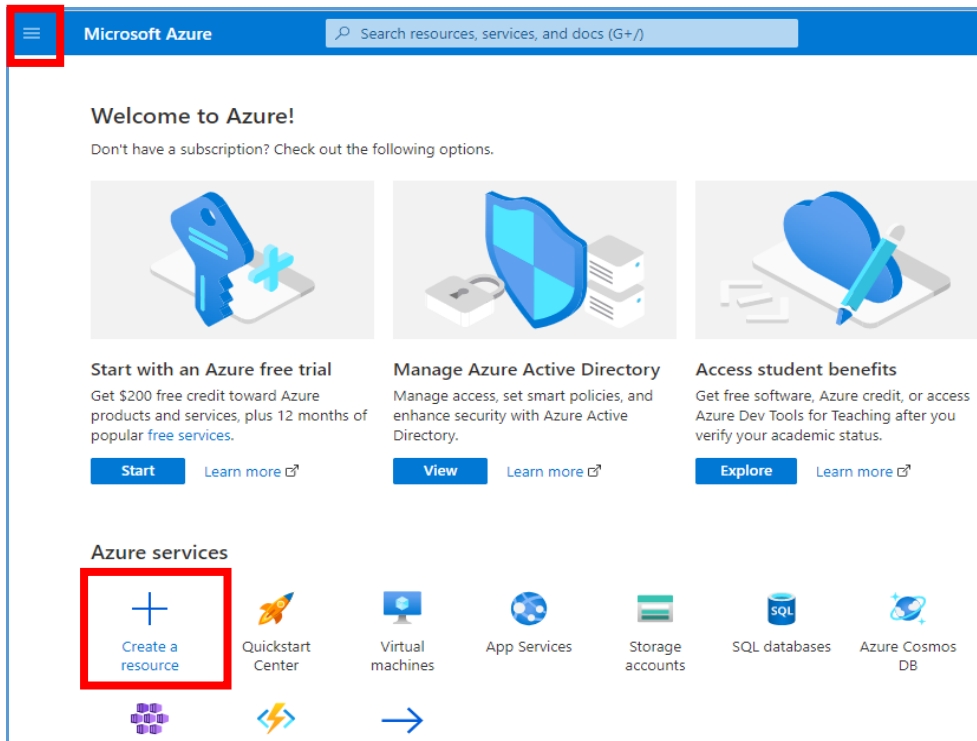 Microsoft Azure
Search resources, services, and docs (G+/)
Welcome to Azure!
Don't have a subscription? Check out the following options.
Start with an Azure free trial
Get $200 free credit toward Azure
products and services, plus 12 months of
popular free services.
Start
Learn more
Manage Azure Active Directory
Manage access, set smart policies, and
enhance security with Azure Active
Directory.
View
Learn more
Access student benefits
Get free software, Azure credit, or access
Azure Dev Tools for Teaching after you
verify your academic status.
Explore
Learn more
Azure services
Create a
resource
Quickstart
Center
Virtual
machines
App Services
Storage
accounts
SQL
SQL databases
Azure Cosmos
DB